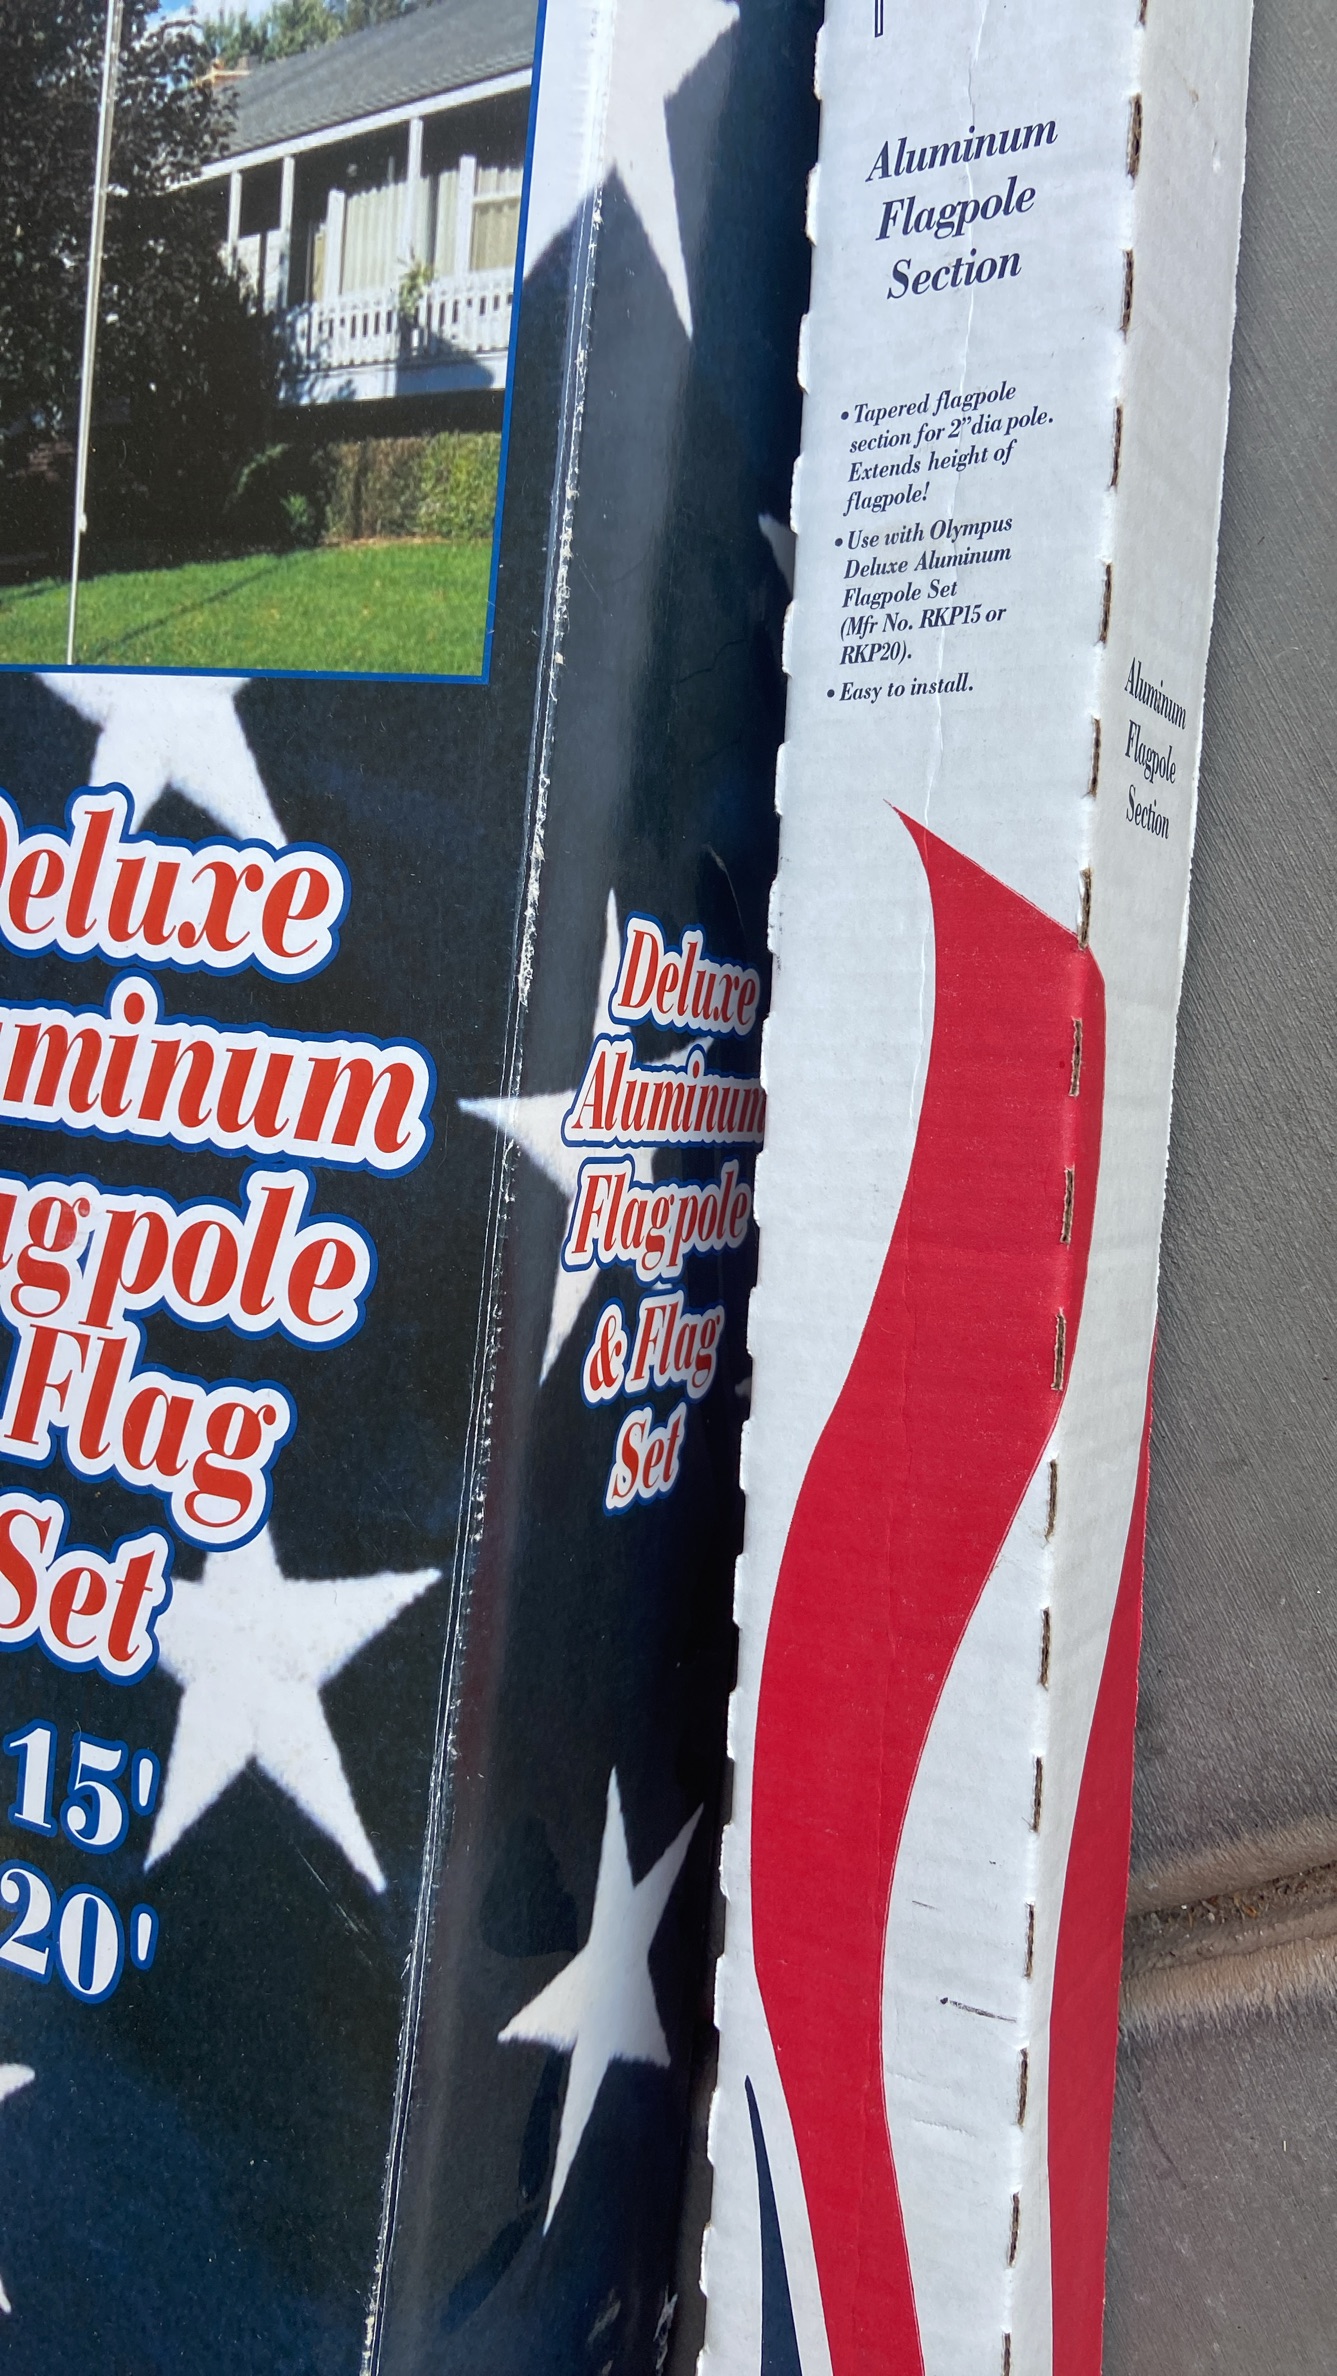 Deluxe
Flag
Set
15'
20'
Deluxe
Aluminum
Flagpole
& Flag
Set
Aluminum
Flagpole
Section
• Tapered flagpole
section for 2" dia pole.
Extends height of
flagpole!
• Use with Olympus
Deluxe Aluminum
Flagpole Set
(Mfr No. RKP15 or
RKP20).
• Easy to install.
Aluminum
Flagpole
Section